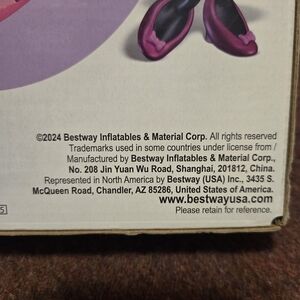 ©2024 Bestway Inflatables & Material Corp. All rights reserved
Trademarks used in some countries under license from /
Manufactured by Bestway Inflatables & Material Corp.,
No. 208 Jin Yuan Wu Road, Shanghai, 201812, China.
Represented in North America by Bestway (USA) Inc., 3435 S.
McQueen Road, Chandler, AZ 85286, United States of America.
www.bestwayusa.com
Please retain for reference.